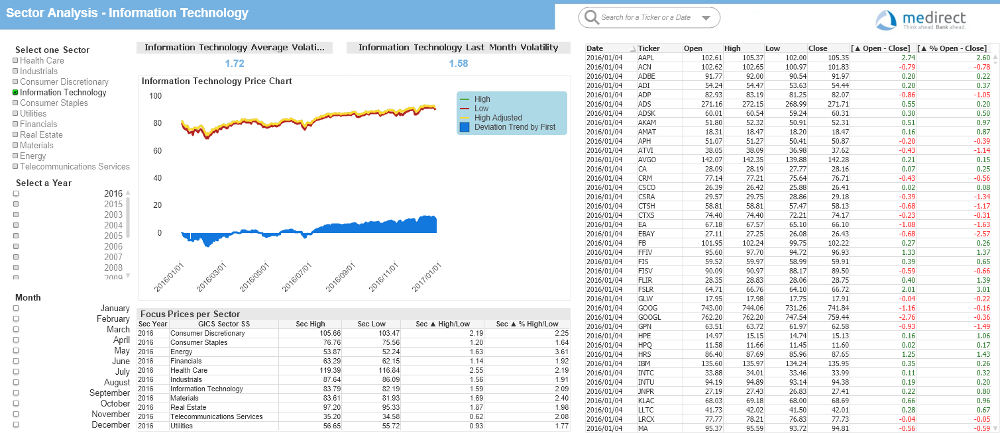 Sector Analysis - Information Technology
Search for a Ticker or a Date
medirect
Think ahead. Bank ahead.
Select one Sector
Health Care
Industrials
Consumer Discretionary
Information Technology
Consumer Staples
Utilities
Financials
Real Estate
Materials
Energy
Telecommunications Services
Select a Year
2016
2015
2003
2004
2005
2006
2007
2008
2009
Month
January
February
March
April
May
June
July
August
September
October
November
December
Information Technology Average Volati...
1.72
Information Technology Last Month Volatility
1.58
Information Technology Price Chart
100
80
60
40
20
0
High
Low
High Adjusted
Deviation Trend by First
2016/01/01
2016/03/01
2016/05/01
2016/07/01
2016/09/01
2016/11/01
2017/01/01
Focus Prices per Sector
Sec Year GICS Sector SS Sec High Sec Low Sec ▲ High/Low Sec ▲ % High/Low
2016 Consumer Discretionary 105.66 103.47 2.19 2.25
2016 Consumer Staples 76.76 75.56 1.20 1.64
2016 Energy 53.87 52.24 1.63 3.61
2016 Financials 63.29 62.15 1.14 1.92
2016 Health Care 119.39 116.84 2.55 2.19
2016 Industrials 87.64 86.09 1.56 1.91
2016 Information Technology 83.79 82.19 1.59 2.09
2016 Materials 83.61 81.93 1.69 2.40
2016 Real Estate 97.20 95.33 1.87 1.98
2016 Telecommunications Services 35.20 34.58 0.62 2.08
2016 Utilities 56.65 55.72 0.93 1.77
Date Ticker Open High Low Close [▲ Open - Close] [▲ % Open - Close]
2016/01/04 AAPL 102.61 105.37 102.00 105.35 2.74 2.60
2016/01/04 ACN 102.62 102.65 100.97 101.83 -0.79 -0.78
2016/01/04 ADBE 91.77 92.00 90.54 91.97 0.20 0.22
2016/01/04 ADI 54.24 54.47 53.63 54.44 0.20 0.37
2016/01/04 ADP 82.93 83.19 81.25 82.07 -0.86 -1.05
2016/01/04 ADS 271.16 272.15 268.99 271.71 0.55 0.20
2016/01/04 ADSK 60.01 60.54 59.24 60.31 0.30 0.50
2016/01/04 AKAM 51.80 52.32 50.91 52.31 0.51 0.97
2016/01/04 AMAT 18.31 18.47 18.20 18.47 0.16 0.87
2016/01/04 APH 51.07 51.27 50.41 50.87 -0.20 -0.39
2016/01/04 ATVI 38.05 38.09 36.98 37.62 -0.43 -1.14
2016/01/04 AVGO 142.07 142.35 139.88 142.28 0.21 0.15
2016/01/04 CA 28.09 28.19 27.77 28.16 0.07 0.25
2016/01/04 CRM 77.14 77.21 75.64 76.71 -0.43 -0.56
2016/01/04 CSCO 26.39 26.42 25.88 26.41 0.02 0.08
2016/01/04 CSRA 29.57 29.75 28.86 29.18 -0.39 -1.34
2016/01/04 CTSH 58.81 58.81 57.47 58.13 -0.68 -1.17
2016/01/04 CTXS 74.40 74.40 72.21 74.17 -0.23 -0.31
2016/01/04 EA 67.18 67.57 65.10 66.10 -1.08 -1.63
2016/01/04 EBAY 27.11 27.25 26.08 26.43 -0.68 -2.57
2016/01/04 FB 101.95 102.24 99.75 102.22 0.27 0.26
2016/01/04 FFIV 95.60 97.70 94.72 96.93 1.33 1.37
2016/01/04 FIS 59.52 59.97 58.99 59.91 0.39 0.65
2016/01/04 FISV 90.09 90.97 88.17 89.50 -0.59 -0.66
2016/01/04 FLIR 28.35 28.83 28.06 28.75 0.40 1.39
2016/01/04 FSLR 64.71 66.76 64.10 66.72 2.01 3.01
2016/01/04 GLW 17.95 17.98 17.75 17.91 -0.04 -0.22
2016/01/04 GOOG 743.00 744.06 731.26 741.84 -1.16 -0.16
2016/01/04 GOOGL 762.20 762.20 747.54 759.44 -2.76 -0.36
2016/01/04 GPN 63.51 63.72 61.97 62.58 -0.93 -1.49
2016/01/04 HPE 14.97 15.15 14.74 15.13 0.16 1.06
2016/01/04 HPQ 11.58 11.66 11.45 11.60 0.02 0.17
2016/01/04 HRS 86.40 87.69 85.96 87.65 1.25 1.43
2016/01/04 IBM 135.60 135.97 134.24 135.95 0.35 0.26
2016/01/04 INTC 33.88 34.01 33.46 33.99 0.11 0.32
2016/01/04 INTU 94.19 94.89 93.14 94.38 0.19 0.20
2016/01/04 JNPR 27.19 27.43 26.83 27.41 0.22 0.80
2016/01/04 KLAC 68.03 69.18 68.00 68.69 0.66 0.96
2016/01/04 LLTC 41.73 42.02 41.50 42.01 0.28 0.67
2016/01/04 LRCX 77.77 78.21 76.83 77.73 -0.04 -0.05
2016/01/04 MA 95.37 95.59 93.72 94.81 -0.56 -0.59